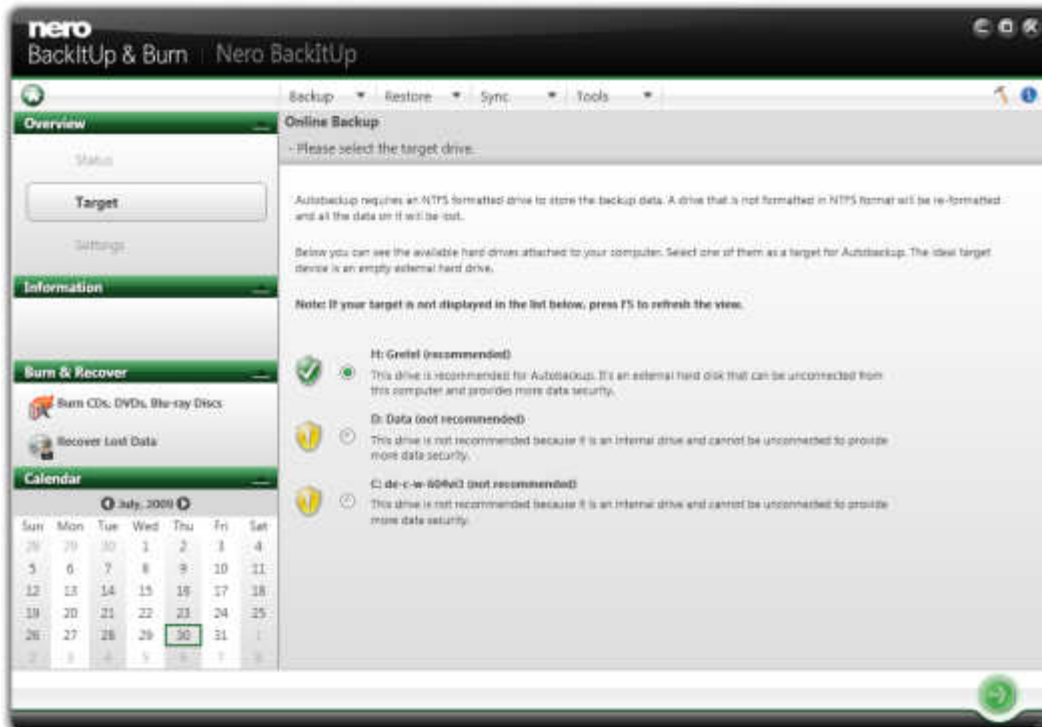 nero
BackItUp & Burn | Nero BackItUp
Backup Restore Sync Tools
Overview
Status
Target
Settings
Information
Burn & Recover
Burn CDs, DVDs, Blu-ray Discs
Recover Lost Data
Calendar
July, 2009
Sun Mon Tue Wed Thu Fri Sat
28 29 30 1 2 3 4
5 6 7 8 9 10 11
12 13 14 15 16 17 18
19 20 21 22 23 24 25
26 27 28 29 30 31 1
2 3 4 5 6 7 8
Online Backup
- Please select the target drive.
Autobackup requires an NTFS formatted drive to store the backup data. A drive that is not formatted in NTFS format will be re-formatted
and all the data on it will be lost.
Below you can see the available hard drives attached to your computer. Select one of them as a target for Autobackup. The ideal target
device is an empty external hard drive.
Note: If your target is not displayed in the list below, press F5 to refresh the view.
H: Gretel (recommended)
This drive is recommended for Autobackup. It's an external hard disk that can be unconnected from
this computer and provides more data security.
D: Data (not recommended)
This drive is not recommended because it is an internal drive and cannot be unconnected to provide
more data security.
C: (not recommended)
This drive is not recommended because it is an internal drive and cannot be unconnected to provide
more data security.